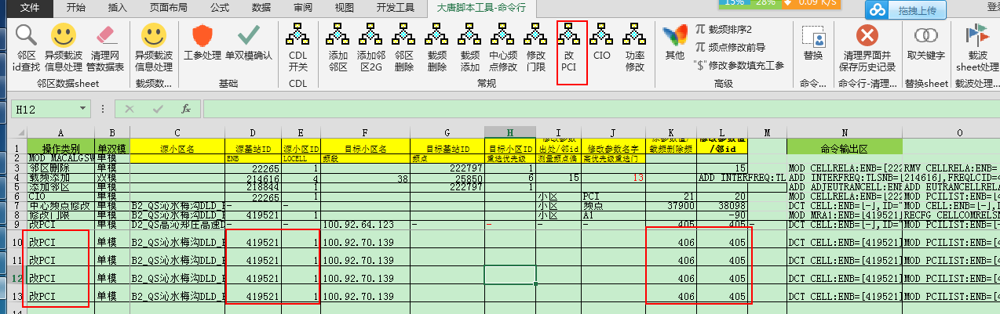 文件 开始 插入 页面布局 公式 数据 审阅 视图 开发工具 大唐脚本工具-命令行 15% 28% 0.09 K/s 拖拽上传 登
邻区 异频载波 清理网 异频载波 工参处理 单双模确认 CDL 添加 添加邻 邻区 载频 载频 中心频 修改 改 CIO 功率 其他 π 载频排序2 替换 清理界面并 取关键字 载波
id查找 信息处理 管数据表 信息处理 开关 邻区 区2G 删除 删除 添加 点修改 门限 PCI 修改 π 频点修改前导 保存历史记录 sheet处理
"$"修改参数填充工参
邻区数据sheet 载频数... 基础 CDL 常规 高级 命令... 命令行-清理... 替换sheet 载波处理...
H12 fx
A B C D E F G H I J K L M N O
1 操作类别 单双模 源小区名 源基站ID 源小区ID 目标小区名 目标基站ID 目标小区ID 修改参数出处/邻id 修改参数名字 原参数值/载频删除频 修改参数值/邻id 命令输出区
2 MOD MACALGSW 单模 ENB LOCELL 频段 频点 重选优先级 测量频点偏 高优先级重选门
3 邻区删除 单模 22265 1 222797 1 15 MOD CELLRELA:ENB=[222 RMV CELLRELA:ENB=
4 载频添加 双模 214616 4 38 25850 6 15 13 ADD INTERFREQ:TL ADD INTERFREQ:TLSNB=[214616],FREQLCID=4
5 添加邻区 单模 218844 1 222797 1 ADD ADJEUTRANCELL:ENB ADD EUTRANCELLRELA
6 CIO 单模 22265 1 小区 PCI 21 20 MOD CELLRELA:ENB=[222 MOD CELLRELA:ENB=
7 中心频点修改 单模 B2_QS沁水梅沟DLD_ - - 小区 频点 37900 38098 DCT CELL:ENB=[-],ID= MOD CELL:ENB=[-],ID
8 修改门限 单模 B2_QS沁水梅沟DLD_ 419521 1 小区 A1 -90 MOD MRA1:ENB=[419521] RECFG CELLCOMRELSM
9 改PCI 单模 D2_QS高沁郑庄高速D - - 100.92.64.123 - - - - 405 405 - DCT CELL:ENB=[-],ID= MOD PCILIST:ENB=[-
10 改PCI 单模 B2_QS沁水梅沟DLD_ 419521 1 100.92.70.139 406 405 DCT CELL:ENB=[419521] MOD PCILIST:ENB=[4
11 改PCI 单模 B2_QS沁水梅沟DLD_ 419521 1 100.92.70.139 406 405 DCT CELL:ENB=[419521] MOD PCILIST:ENB=[4
12 改PCI 单模 B2_QS沁水梅沟DLD_ 419521 1 100.92.70.139 406 405 DCT CELL:ENB=[419521] MOD PCILIST:ENB=[4
13 改PCI 单模 B2_QS沁水梅沟DLD_ 419521 1 100.92.70.139 406 405 DCT CELL:ENB=[419521] MOD PCILIST:ENB=[4
14